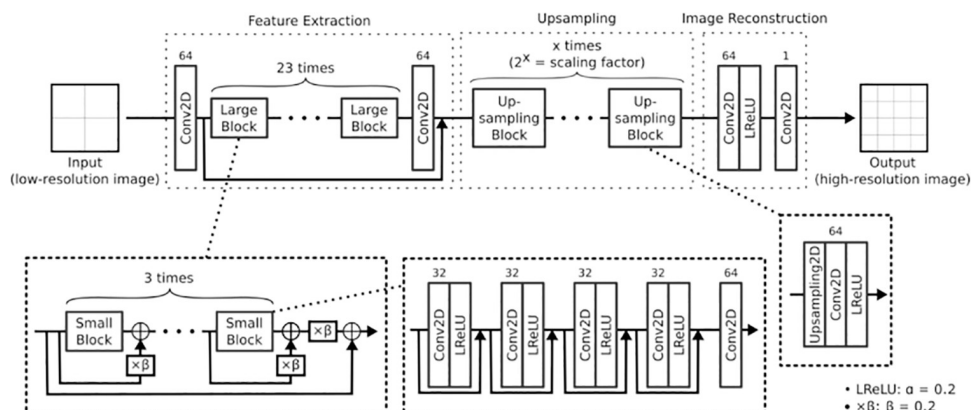 Feature Extraction
Upsampling
Image Reconstruction
64
64
x times
64
1
23 times
(2^x = scaling factor)
Conv2D
Large
Block
Large
Block
Conv2D
Up-
sampling
Block
Up-
sampling
Block
Conv2D
LReLU
Conv2D
Input
(low-resolution image)
Output
(high-resolution image)
64
Upsampling2D
Conv2D
LReLU
3 times
Small
Block
Small
Block
×β
×β
×β
32
32
32
32
64
Conv2D
LReLU
Conv2D
LReLU
Conv2D
LReLU
Conv2D
LReLU
Conv2D
• LReLU: α = 0.2
• ×β: β = 0.2